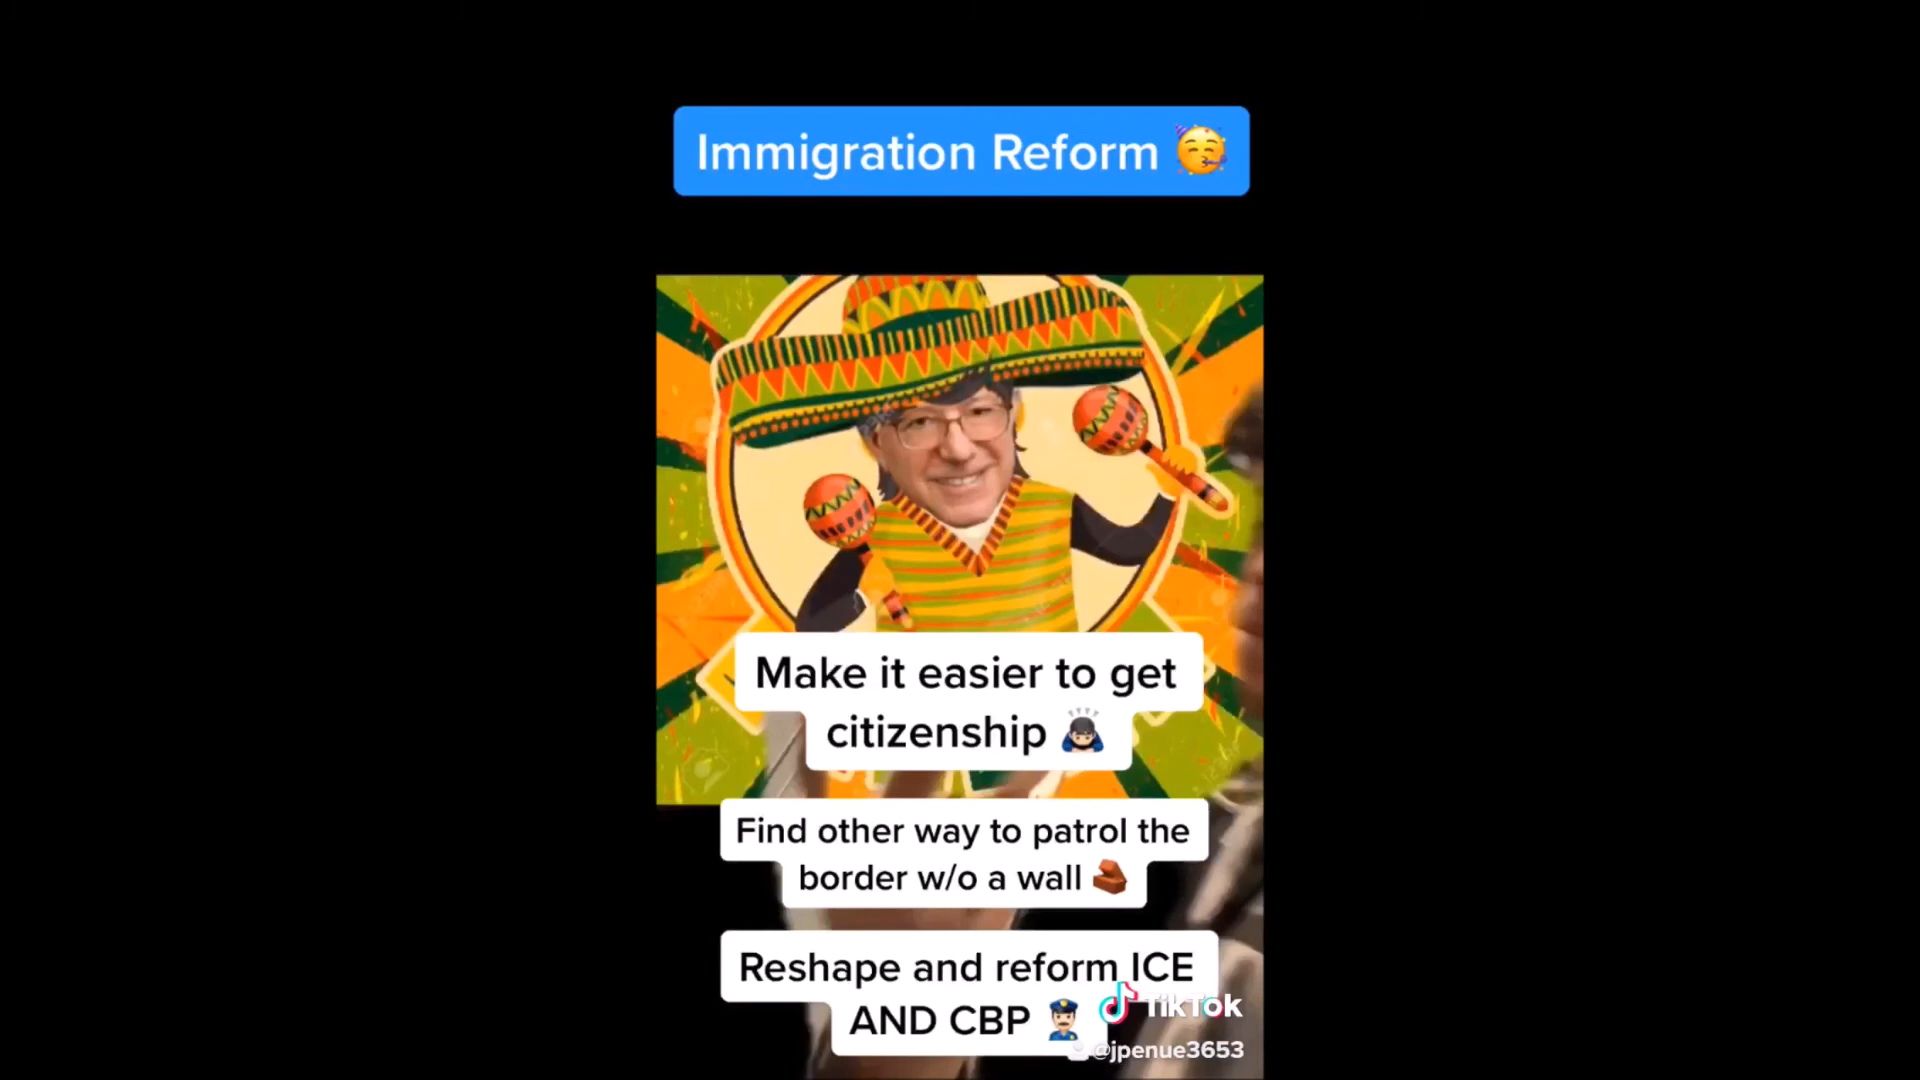 Immigration Reform 🥳
Make it easier to get
citizenship 🙇🏻
Find other way to patrol the
border w/o a wall 🧱
Reshape and reform ICE
AND CBP 👮🏻‍♂️
TikTok
@jpenue3653